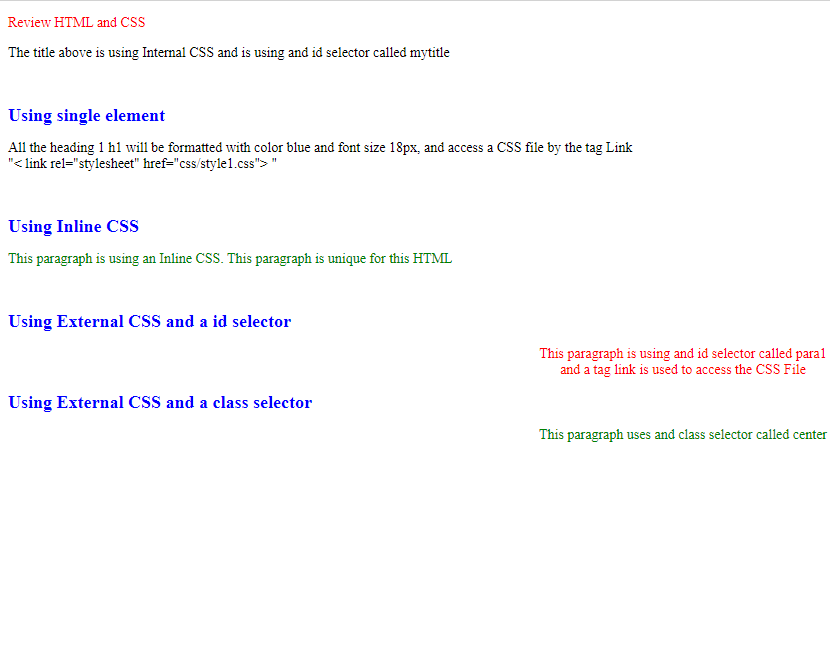 Review HTML and CSS
The title above is using Internal CSS and is using and id selector called mytitle
Using single element
All the heading 1 h1 will be formatted with color blue and font size 18px, and access a CSS file by the tag Link
"< link rel="stylesheet" href="css/style1.css"> "
Using Inline CSS
This paragraph is using an Inline CSS. This paragraph is unique for this HTML
Using External CSS and a id selector
This paragraph is using and id selector called para1
and a tag link is used to access the CSS File
Using External CSS and a class selector
This paragraph uses and class selector called center